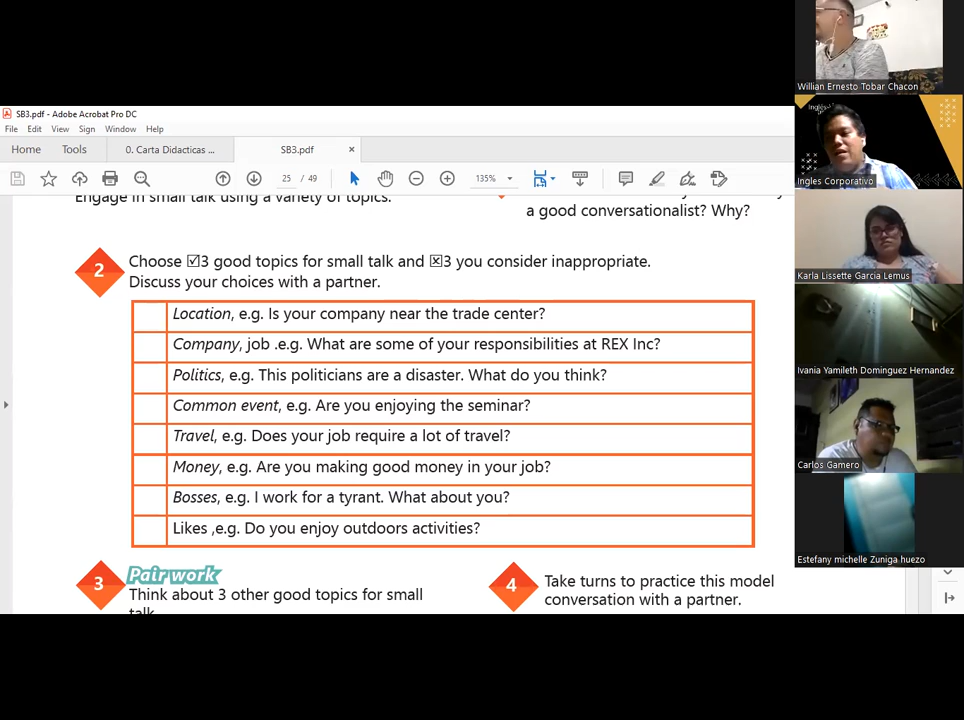 SB3.pdf - Adobe Acrobat Pro DC
File Edit View Sign Window Help
Home Tools 0. Carta Didacticas ... SB3.pdf ×
25 / 49 135%
Engage in small talk using a variety of topics.
a good conversationalist? Why?
2 Choose ☑3 good topics for small talk and ☒3 you consider inappropriate.
Discuss your choices with a partner.
Location, e.g. Is your company near the trade center?
Company, job .e.g. What are some of your responsibilities at REX Inc?
Politics, e.g. This politicians are a disaster. What do you think?
Common event, e.g. Are you enjoying the seminar?
Travel, e.g. Does your job require a lot of travel?
Money, e.g. Are you making good money in your job?
Bosses, e.g. I work for a tyrant. What about you?
Likes ,e.g. Do you enjoy outdoors activities?
3 Pair work
Think about 3 other good topics for small
talk.
4 Take turns to practice this model
conversation with a partner.
Willian Ernesto Tobar Chacon
Inglés
Ingles Corporativo
Karla Lissette Garcia Lemus
Ivania Yamileth Dominguez Hernandez
Carlos Gamero
Estefany michelle Zuniga huezo